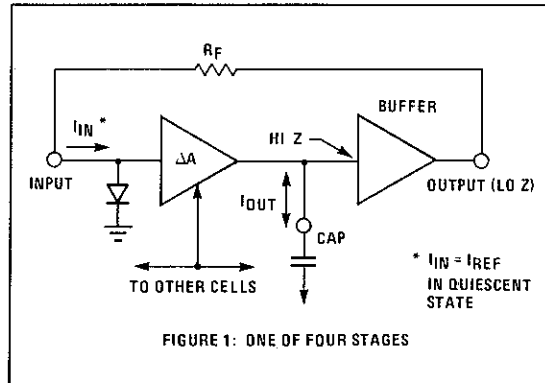 RF
BUFFER
IIN *
HI Z
ΔA
INPUT
OUTPUT (LO Z)
IOUT
CAP
* IIN = IREF
IN QUIESCENT
STATE
TO OTHER CELLS
FIGURE 1: ONE OF FOUR STAGES